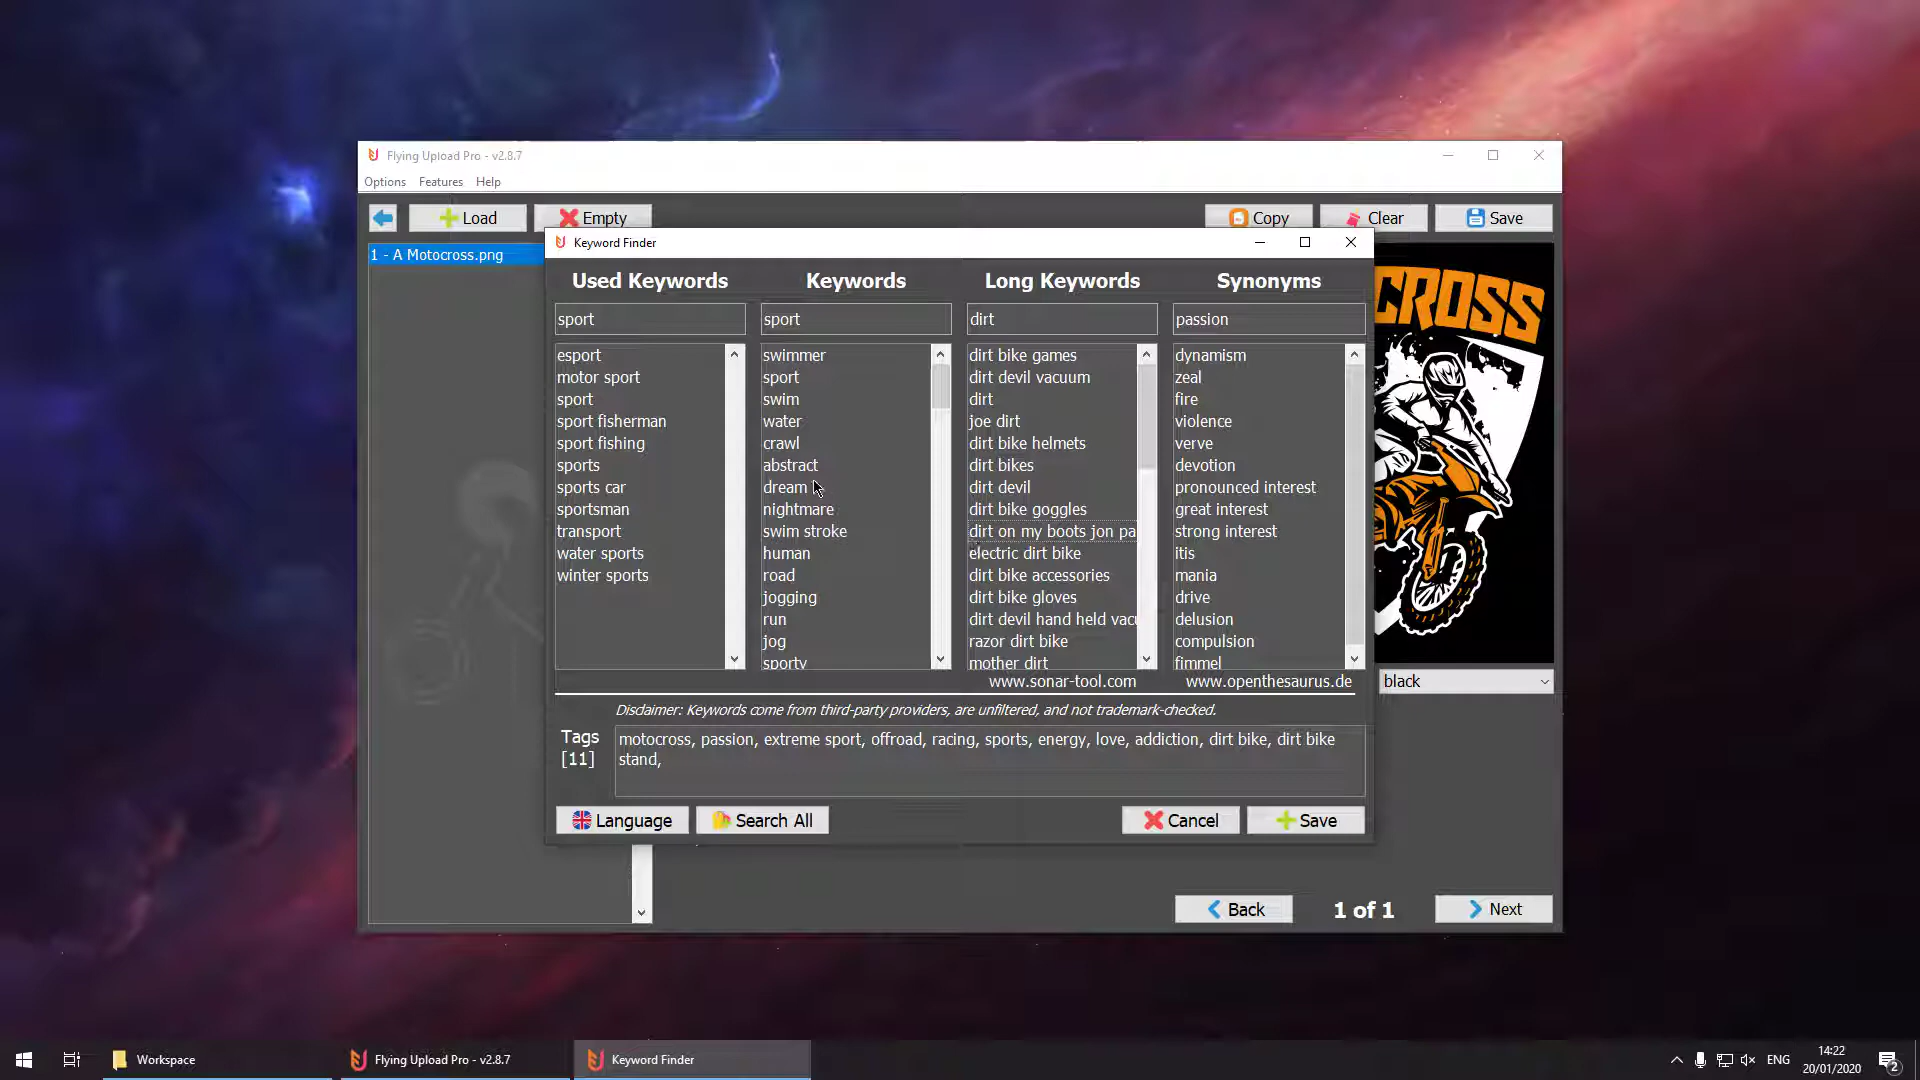 Flying Upload Pro - v2.8.7
Options Features Help
Load Empty Copy Clear Save
1 - A Motocross.png
CROSS
Keyword Finder
Used Keywords Keywords Long Keywords Synonyms
sport sport dirt passion
esport swimmer dirt bike games dynamism
motor sport sport dirt devil vacuum zeal
sport swim dirt fire
sport fisherman water joe dirt violence
sport fishing crawl dirt bike helmets verve
sports abstract dirt bikes devotion
sports car dream dirt devil pronounced interest
sportsman nightmare dirt bike goggles great interest
transport swim stroke dirt on my boots jon pa strong interest
water sports human electric dirt bike itis
winter sports road dirt bike accessories mania
jogging dirt bike gloves drive
run dirt devil hand held vacu delusion
jog razor dirt bike compulsion
sporty mother dirt fimmel
www.sonar-tool.com www.openthesaurus.de
black
Disclaimer: Keywords come from third-party providers, are unfiltered, and not trademark-checked.
Tags
[11]
motocross, passion, extreme sport, offroad, racing, sports, energy, love, addiction, dirt bike, dirt bike
stand,
Language Search All Cancel Save
Back 1 of 1 Next
Workspace Flying Upload Pro - v2.8.7 Keyword Finder ENG
14:22
20/01/2020
2